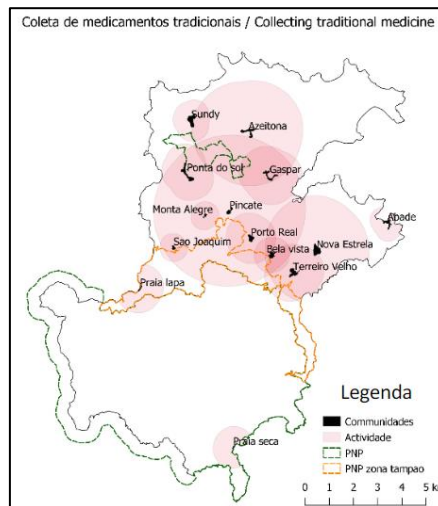 Coleta de medicamentos tradicionais / Collecting traditional medicine
Sundy
Azeitona
Ponta do Sol
Gaspar
Monta Alegre
Pincate
Abade
Porto Real
Sao Joaquim
Bela vista
Nova Estrela
Terreiro Velho
Praia lapa
Praia seca
Legenda
Communidades
Actividade
PNP
PNP zona tampao
0 1 2 3 4 5 k